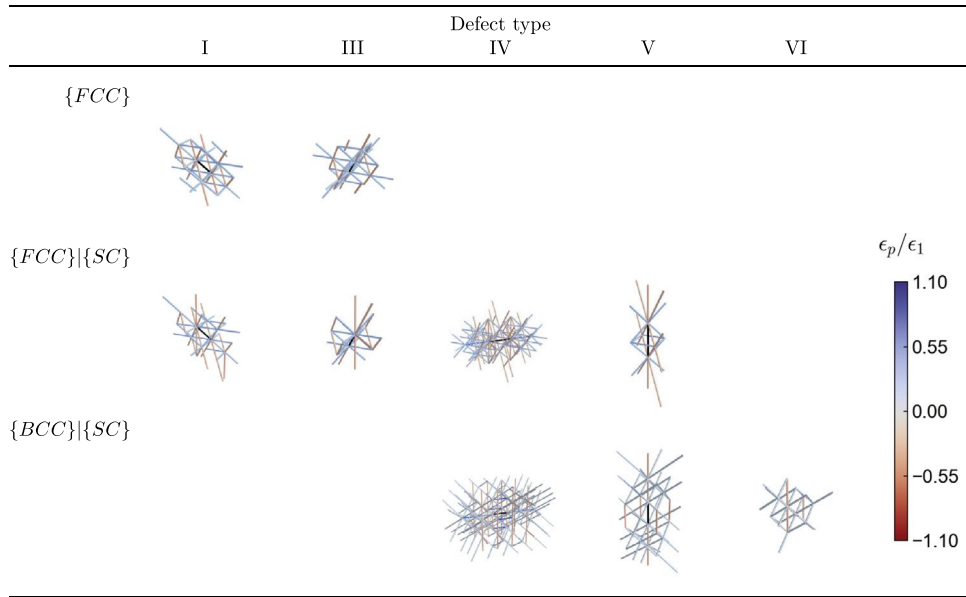 Defect type
I III IV V VI
{FCC}
{FCC}|{SC}
{BCC}|{SC}
ϵp/ϵ1
1.10
0.55
0.00
−0.55
−1.10